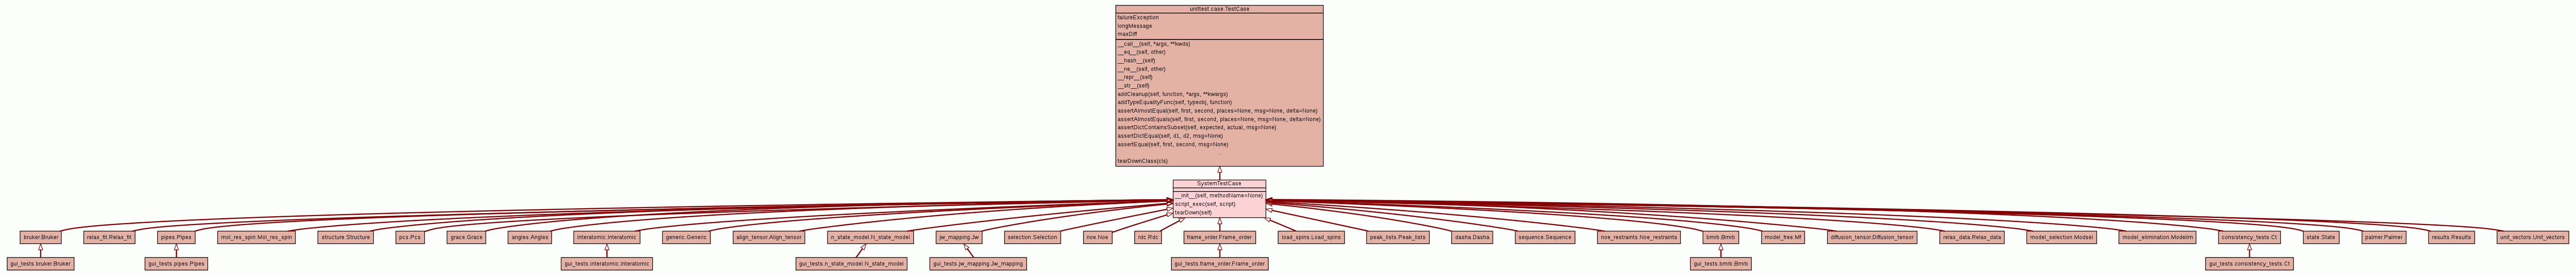 unittest.case.TestCase
failureException
longMessage
maxDiff
__call__(self, *args, **kwds)
__eq__(self, other)
__hash__(self)
__ne__(self, other)
__repr__(self)
__str__(self)
addCleanup(self, function, *args, **kwargs)
addTypeEqualityFunc(self, typeobj, function)
assertAlmostEqual(self, first, second, places=None, msg=None, delta=None)
assertAlmostEquals(self, first, second, places=None, msg=None, delta=None)
assertDictContainsSubset(self, expected, actual, msg=None)
assertDictEqual(self, d1, d2, msg=None)
assertEqual(self, first, second, msg=None)
...
tearDownClass(cls)
SystemTestCase
__init__(self, methodName=None)
script_exec(self, script)
tearDown(self)
bruker.Bruker
relax_fit.Relax_fit
pipes.Pipes
mol_res_spin.Mol_res_spin
structure.Structure
pcs.Pcs
grace.Grace
angles.Angles
interatomic.Interatomic
generic.Generic
align_tensor.Align_tensor
n_state_model.N_state_model
jw_mapping.Jw
selection.Selection
noe.Noe
rdc.Rdc
frame_order.Frame_order
load_spins.Load_spins
peak_lists.Peak_lists
dasha.Dasha
sequence.Sequence
noe_restraints.Noe_restraints
bmrb.Bmrb
model_free.Mf
diffusion_tensor.Diffusion_tensor
relax_data.Relax_data
model_selection.Modsel
model_elimination.Modelim
consistency_tests.Ct
state.State
palmer.Palmer
results.Results
unit_vectors.Unit_vectors
gui_tests.bruker.Bruker
gui_tests.pipes.Pipes
gui_tests.interatomic.Interatomic
gui_tests.n_state_model.N_state_model
gui_tests.jw_mapping.Jw_mapping
gui_tests.frame_order.Frame_order
gui_tests.bmrb.Bmrb
gui_tests.consistency_tests.Ct